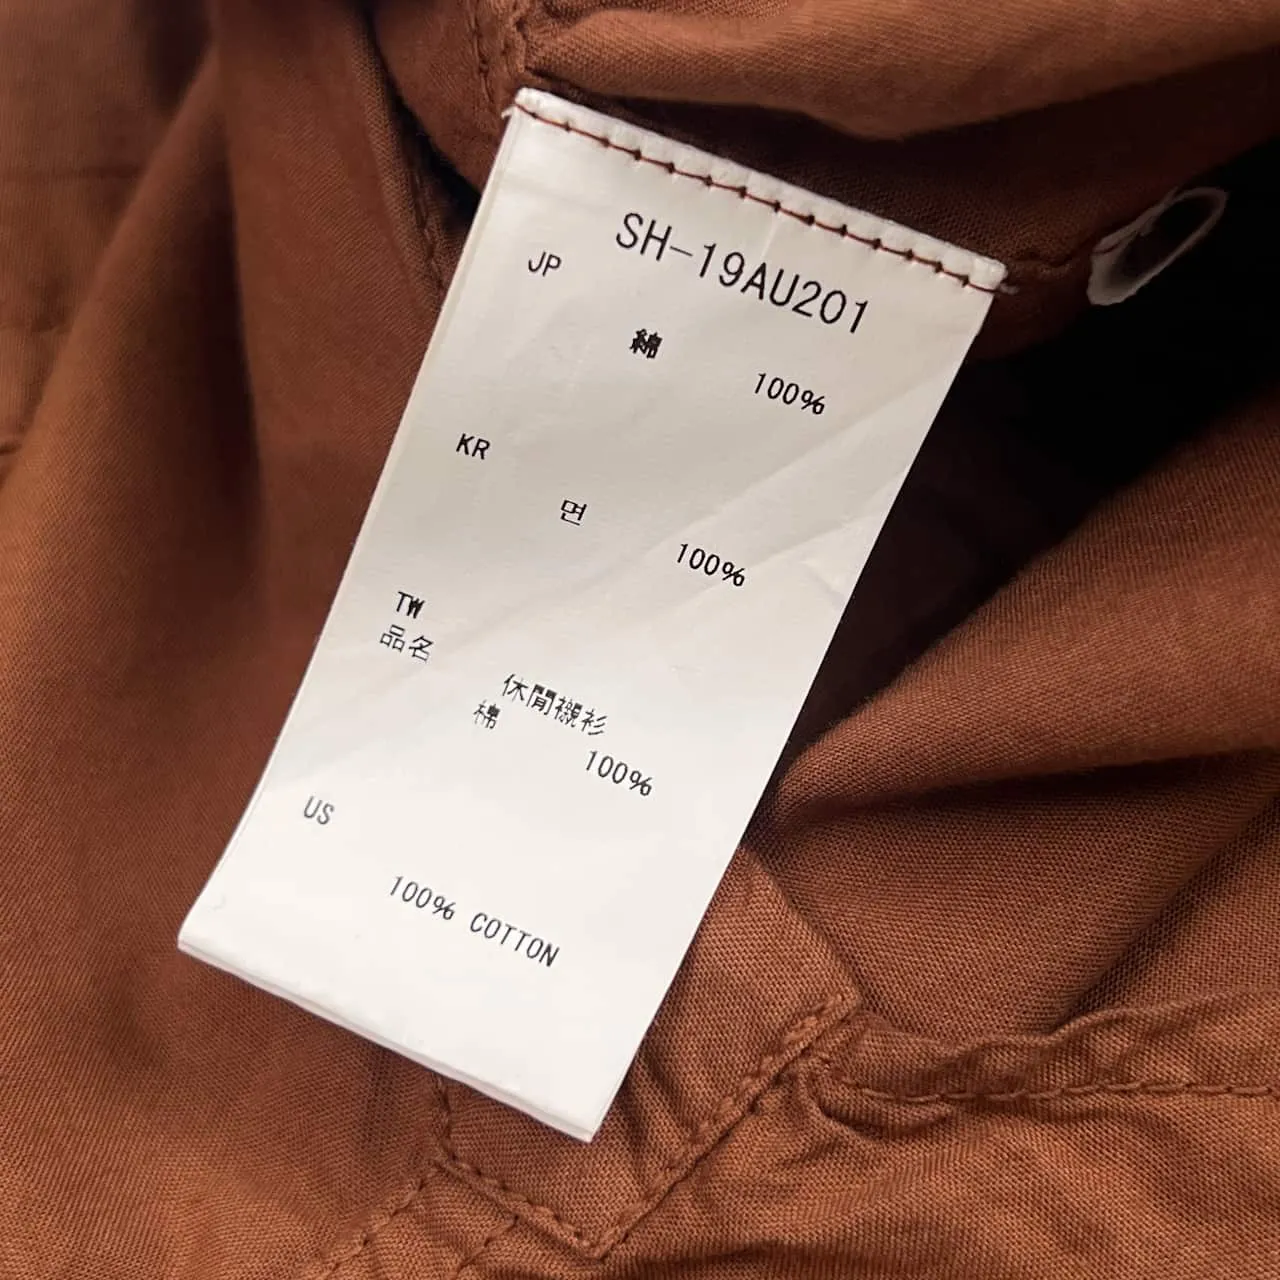 SH-19AU201
JP
綿 100%
KR
면 100%
TW
品名 休閒襯衫
棉 100%
US
100% COTTON